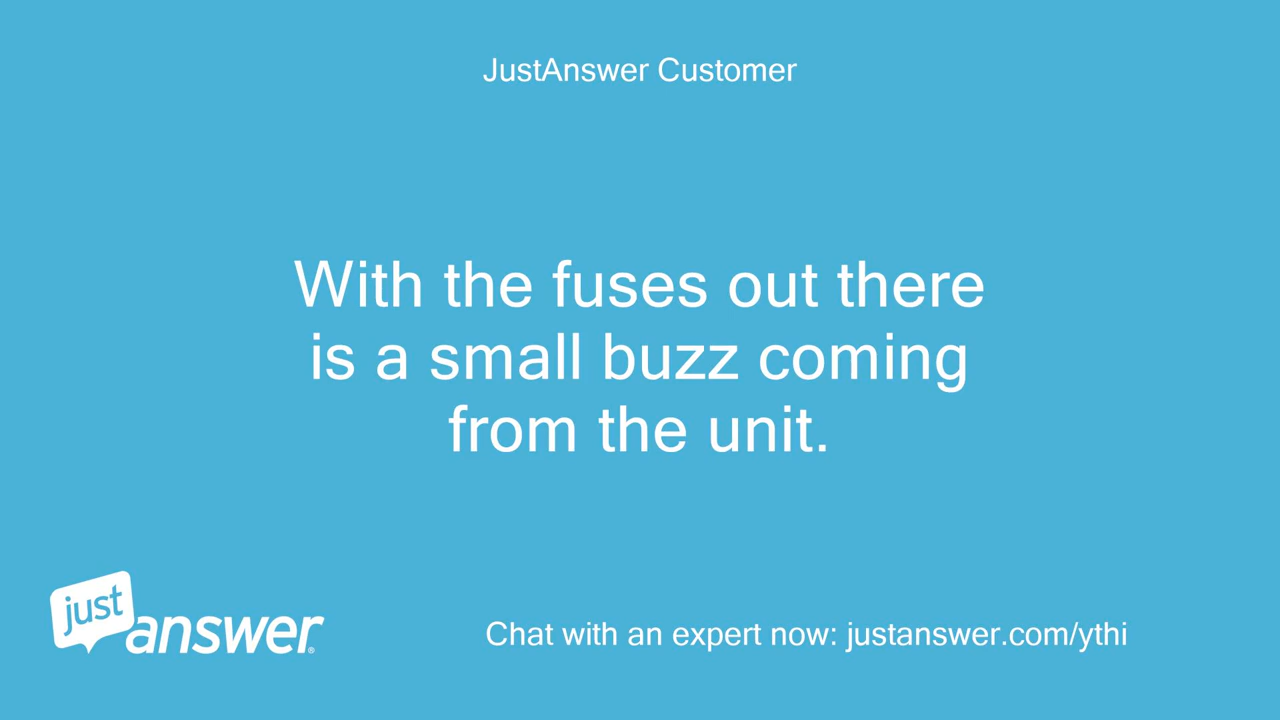 JustAnswer Customer
With the fuses out there
is a small buzz coming
from the unit.
just
answer®
Chat with an expert now: justanswer.com/ythi